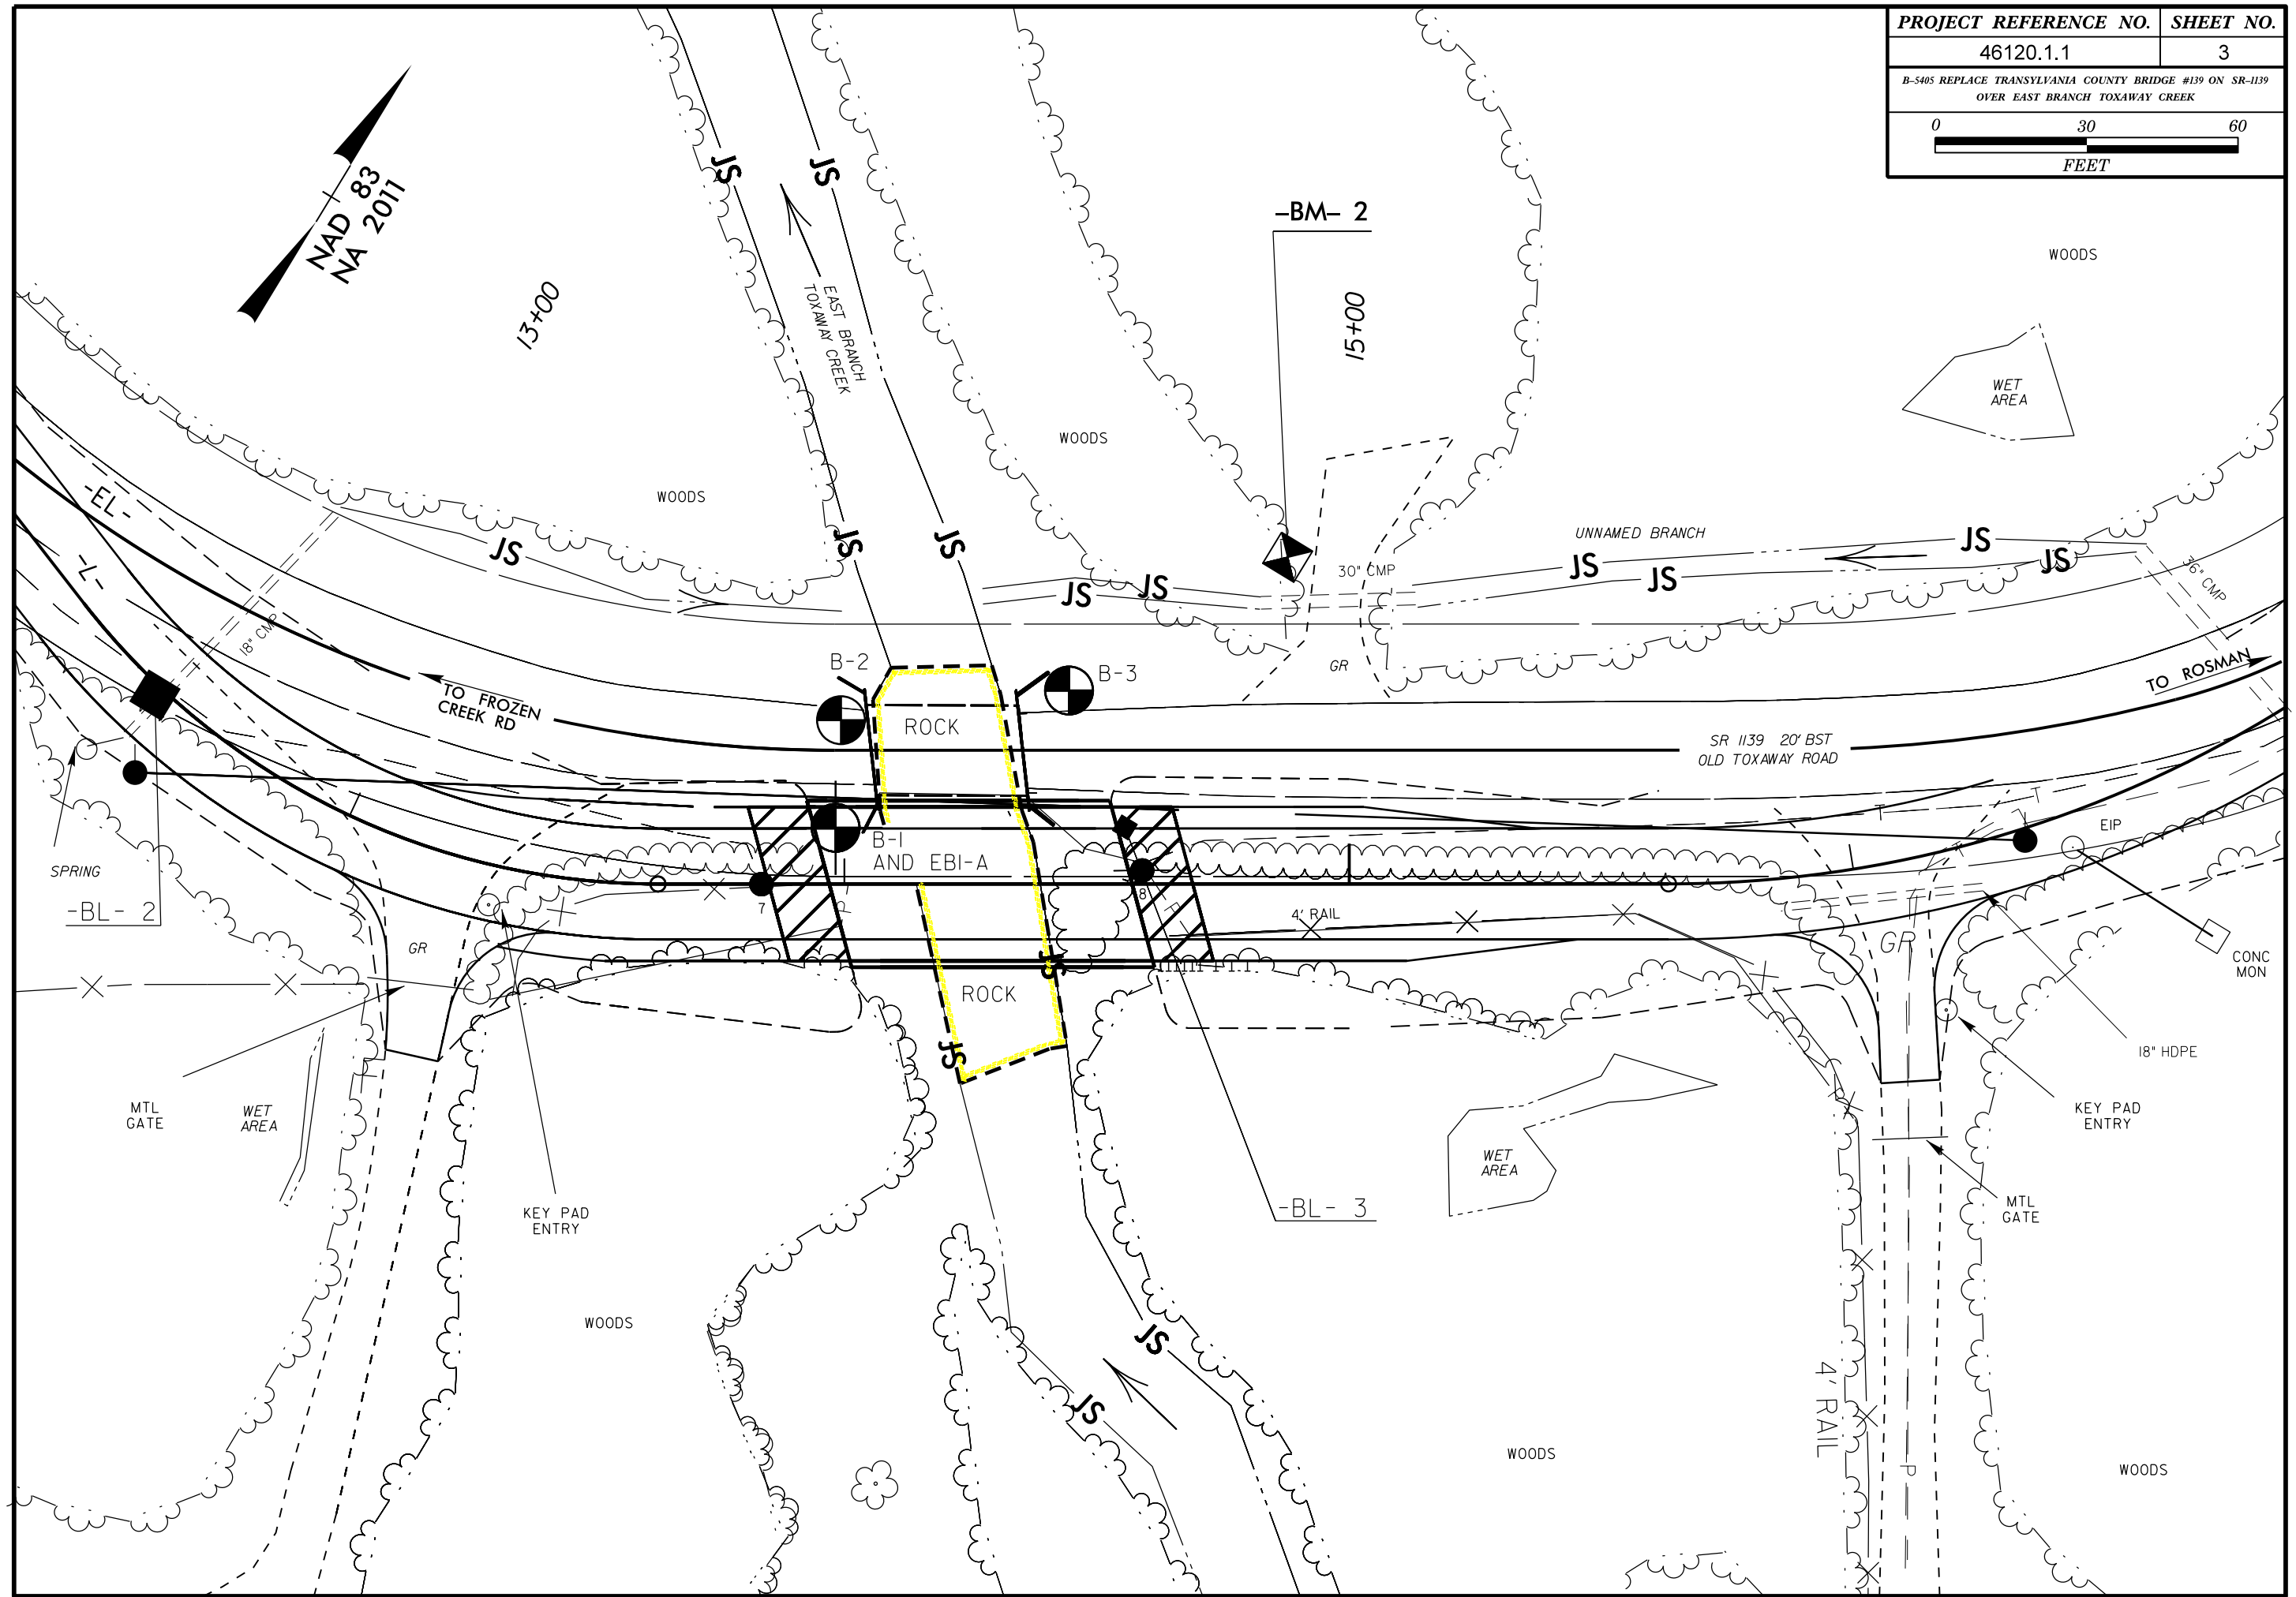 PROJECT REFERENCE NO. SHEET NO.
46120.1.1 3
B-5405 REPLACE TRANSYLVANIA COUNTY BRIDGE #139 ON SR-1139
OVER EAST BRANCH TOXAWAY CREEK
0 30 60
FEET
NAD 83
NA 2011
13+00
JS
JS
EAST BRANCH
TOXAWAY CREEK
-BM- 2
15+00
WOODS
WET
AREA
WOODS
WOODS
-EL-
-L-
JS
JS
JS
UNNAMED BRANCH
JS
JS
JS
JS
JS
JS
30" CMP
36" CMP
18" CMP
GR
B-2
B-3
TO FROZEN
CREEK RD
TO ROSMAN
ROCK
SR 1139 20' BST
OLD TOXAWAY ROAD
T
T
T
EIP
B-1
AND EB1-A
SPRING
-BL- 2
7
8
P
P
4' RAIL
GR
GR
CONC
MON
JS
ROCK
JS
18" HDPE
MTL
GATE
WET
AREA
KEY PAD
ENTRY
WET
AREA
KEY PAD
ENTRY
-BL- 3
MTL
GATE
WOODS
JS
JS
4' RAIL
WOODS
P
WOODS